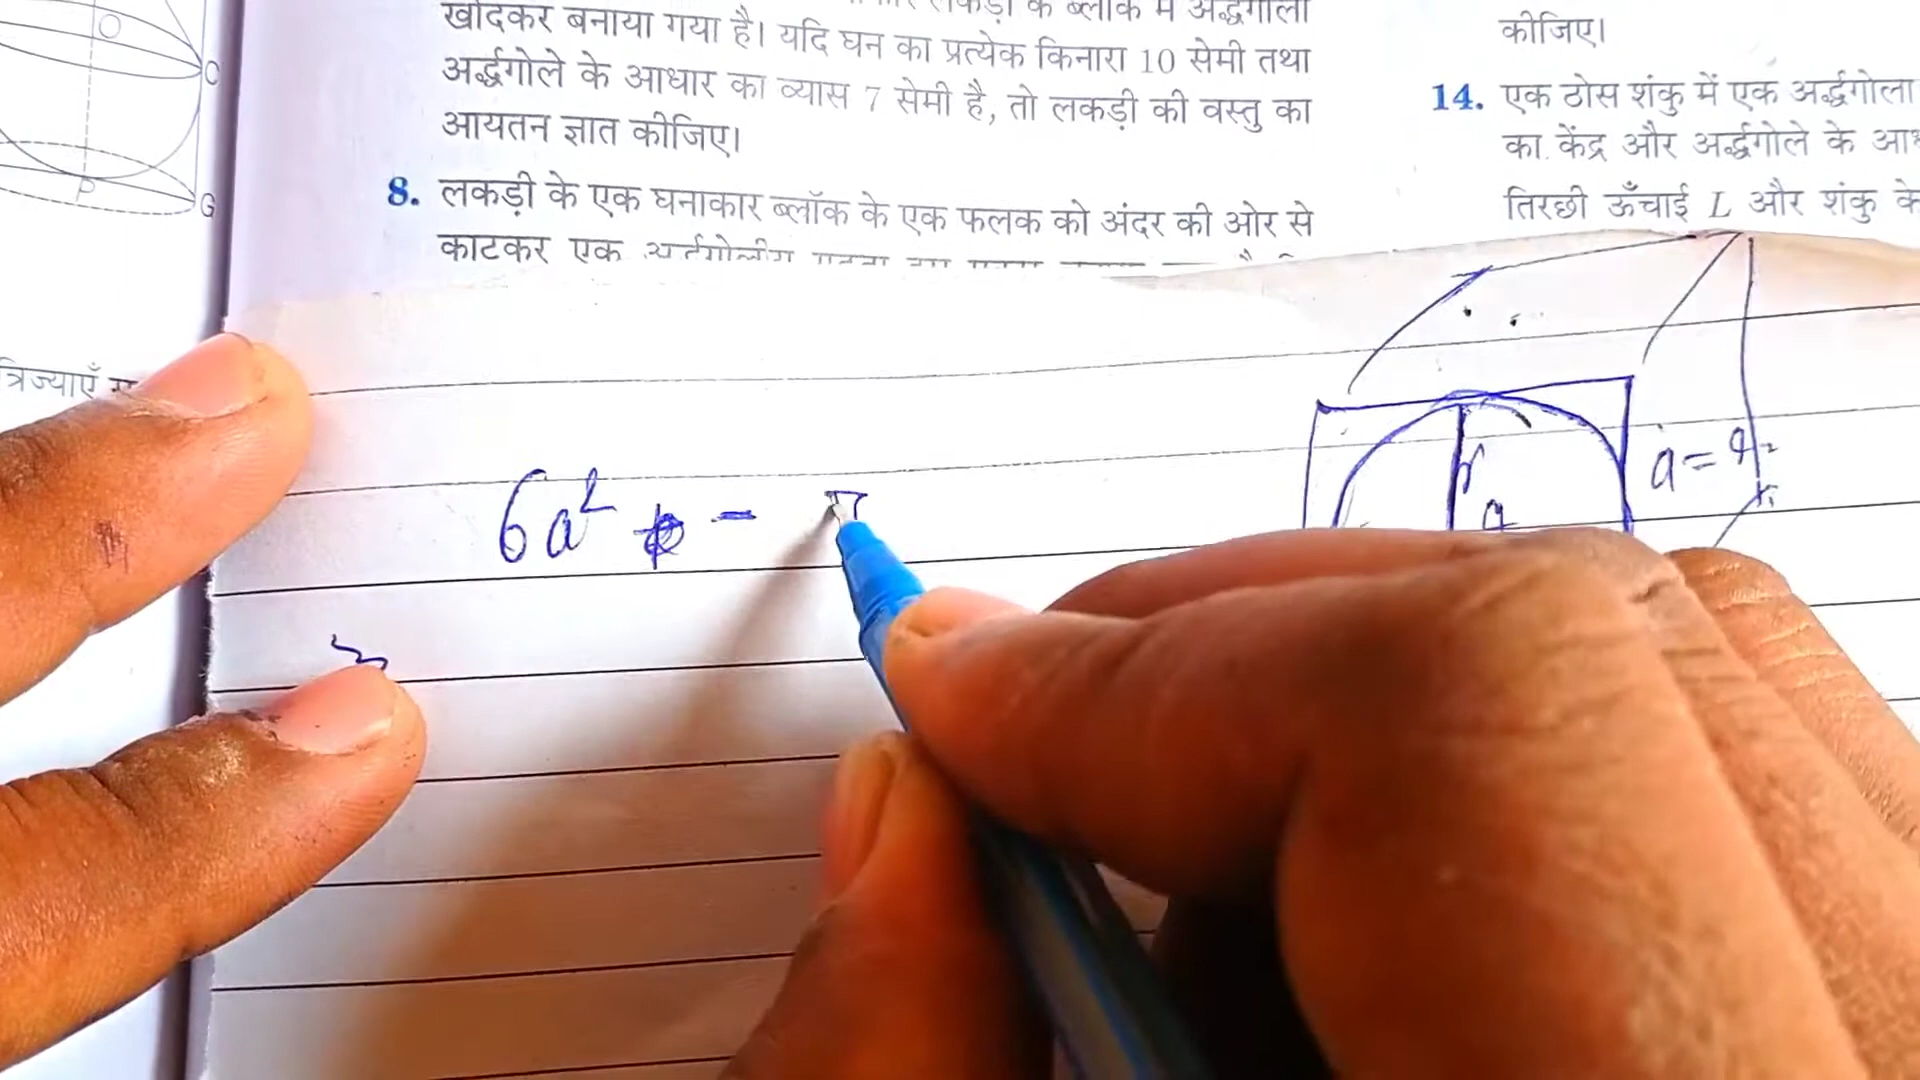 खोदकर बनाया गया है। यदि घन का प्रत्येक किनारा 10 सेमी तथा
अर्द्धगोले के आधार का व्यास 7 सेमी है, तो लकड़ी की वस्तु का
आयतन ज्ञात कीजिए।
8. लकड़ी के एक घनाकार ब्लॉक के एक फलक को अंदर की ओर से
काटकर एक
कीजिए।
14. एक ठोस शंकु में एक अर्द्धगोला
का केंद्र और अर्द्धगोले के
तिरछी ऊँचाई L और शंकु के
O
C
P
G
त्रिज्याएँ
6a² - π
r
a
a =